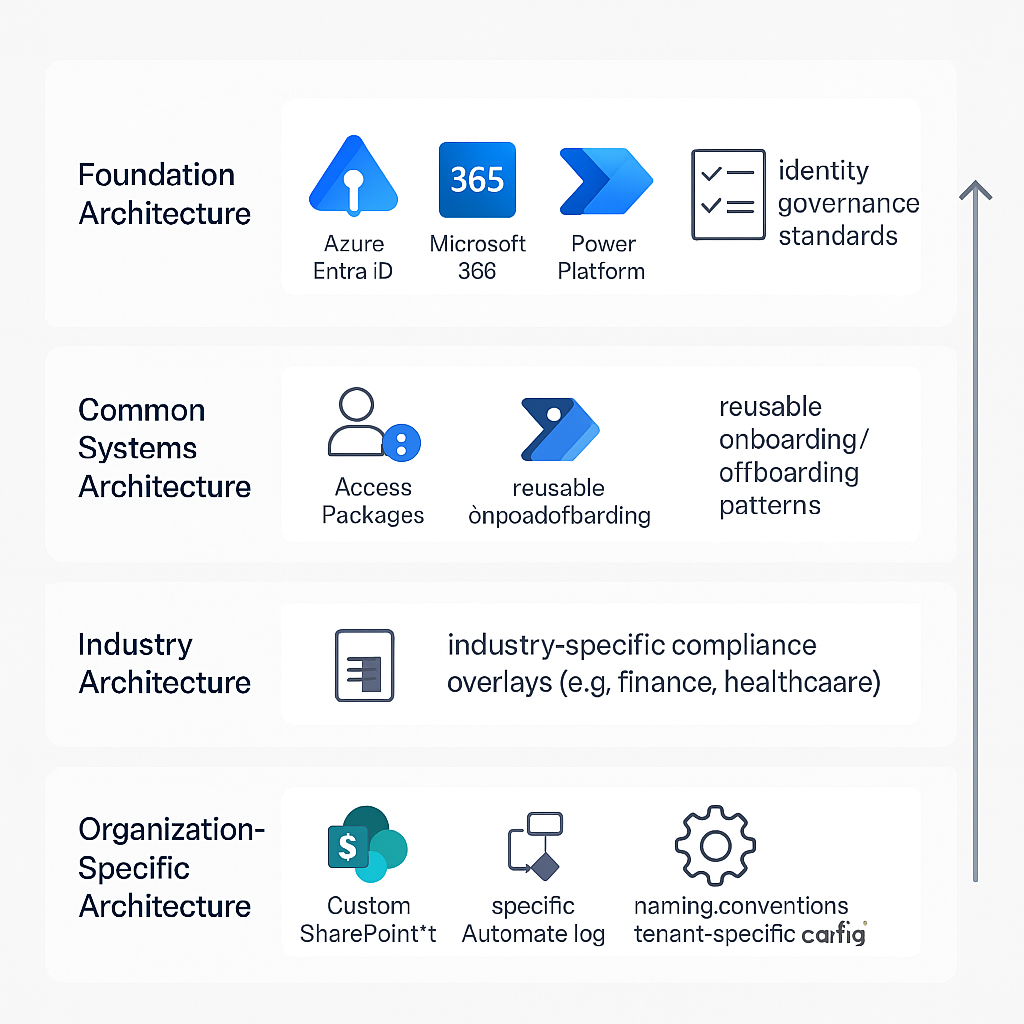 Foundation
Architecture
365
Azure
Entra iD
Microsoft
366
Power
Platform
identity
governance
standards
Common
Systems
Architecture
Access
Packages
reusable
ònpoadofbarding
reusable
onboarding/
offboarding
patterns
Industry
Architecture
industry-specific compliance
overlays (e.g, finance, healthcaare)
Organization-
Specific
Architecture
$
Custom
SharePoint*t
specific
Automate log
naming.conventions
tenant-specific carfig